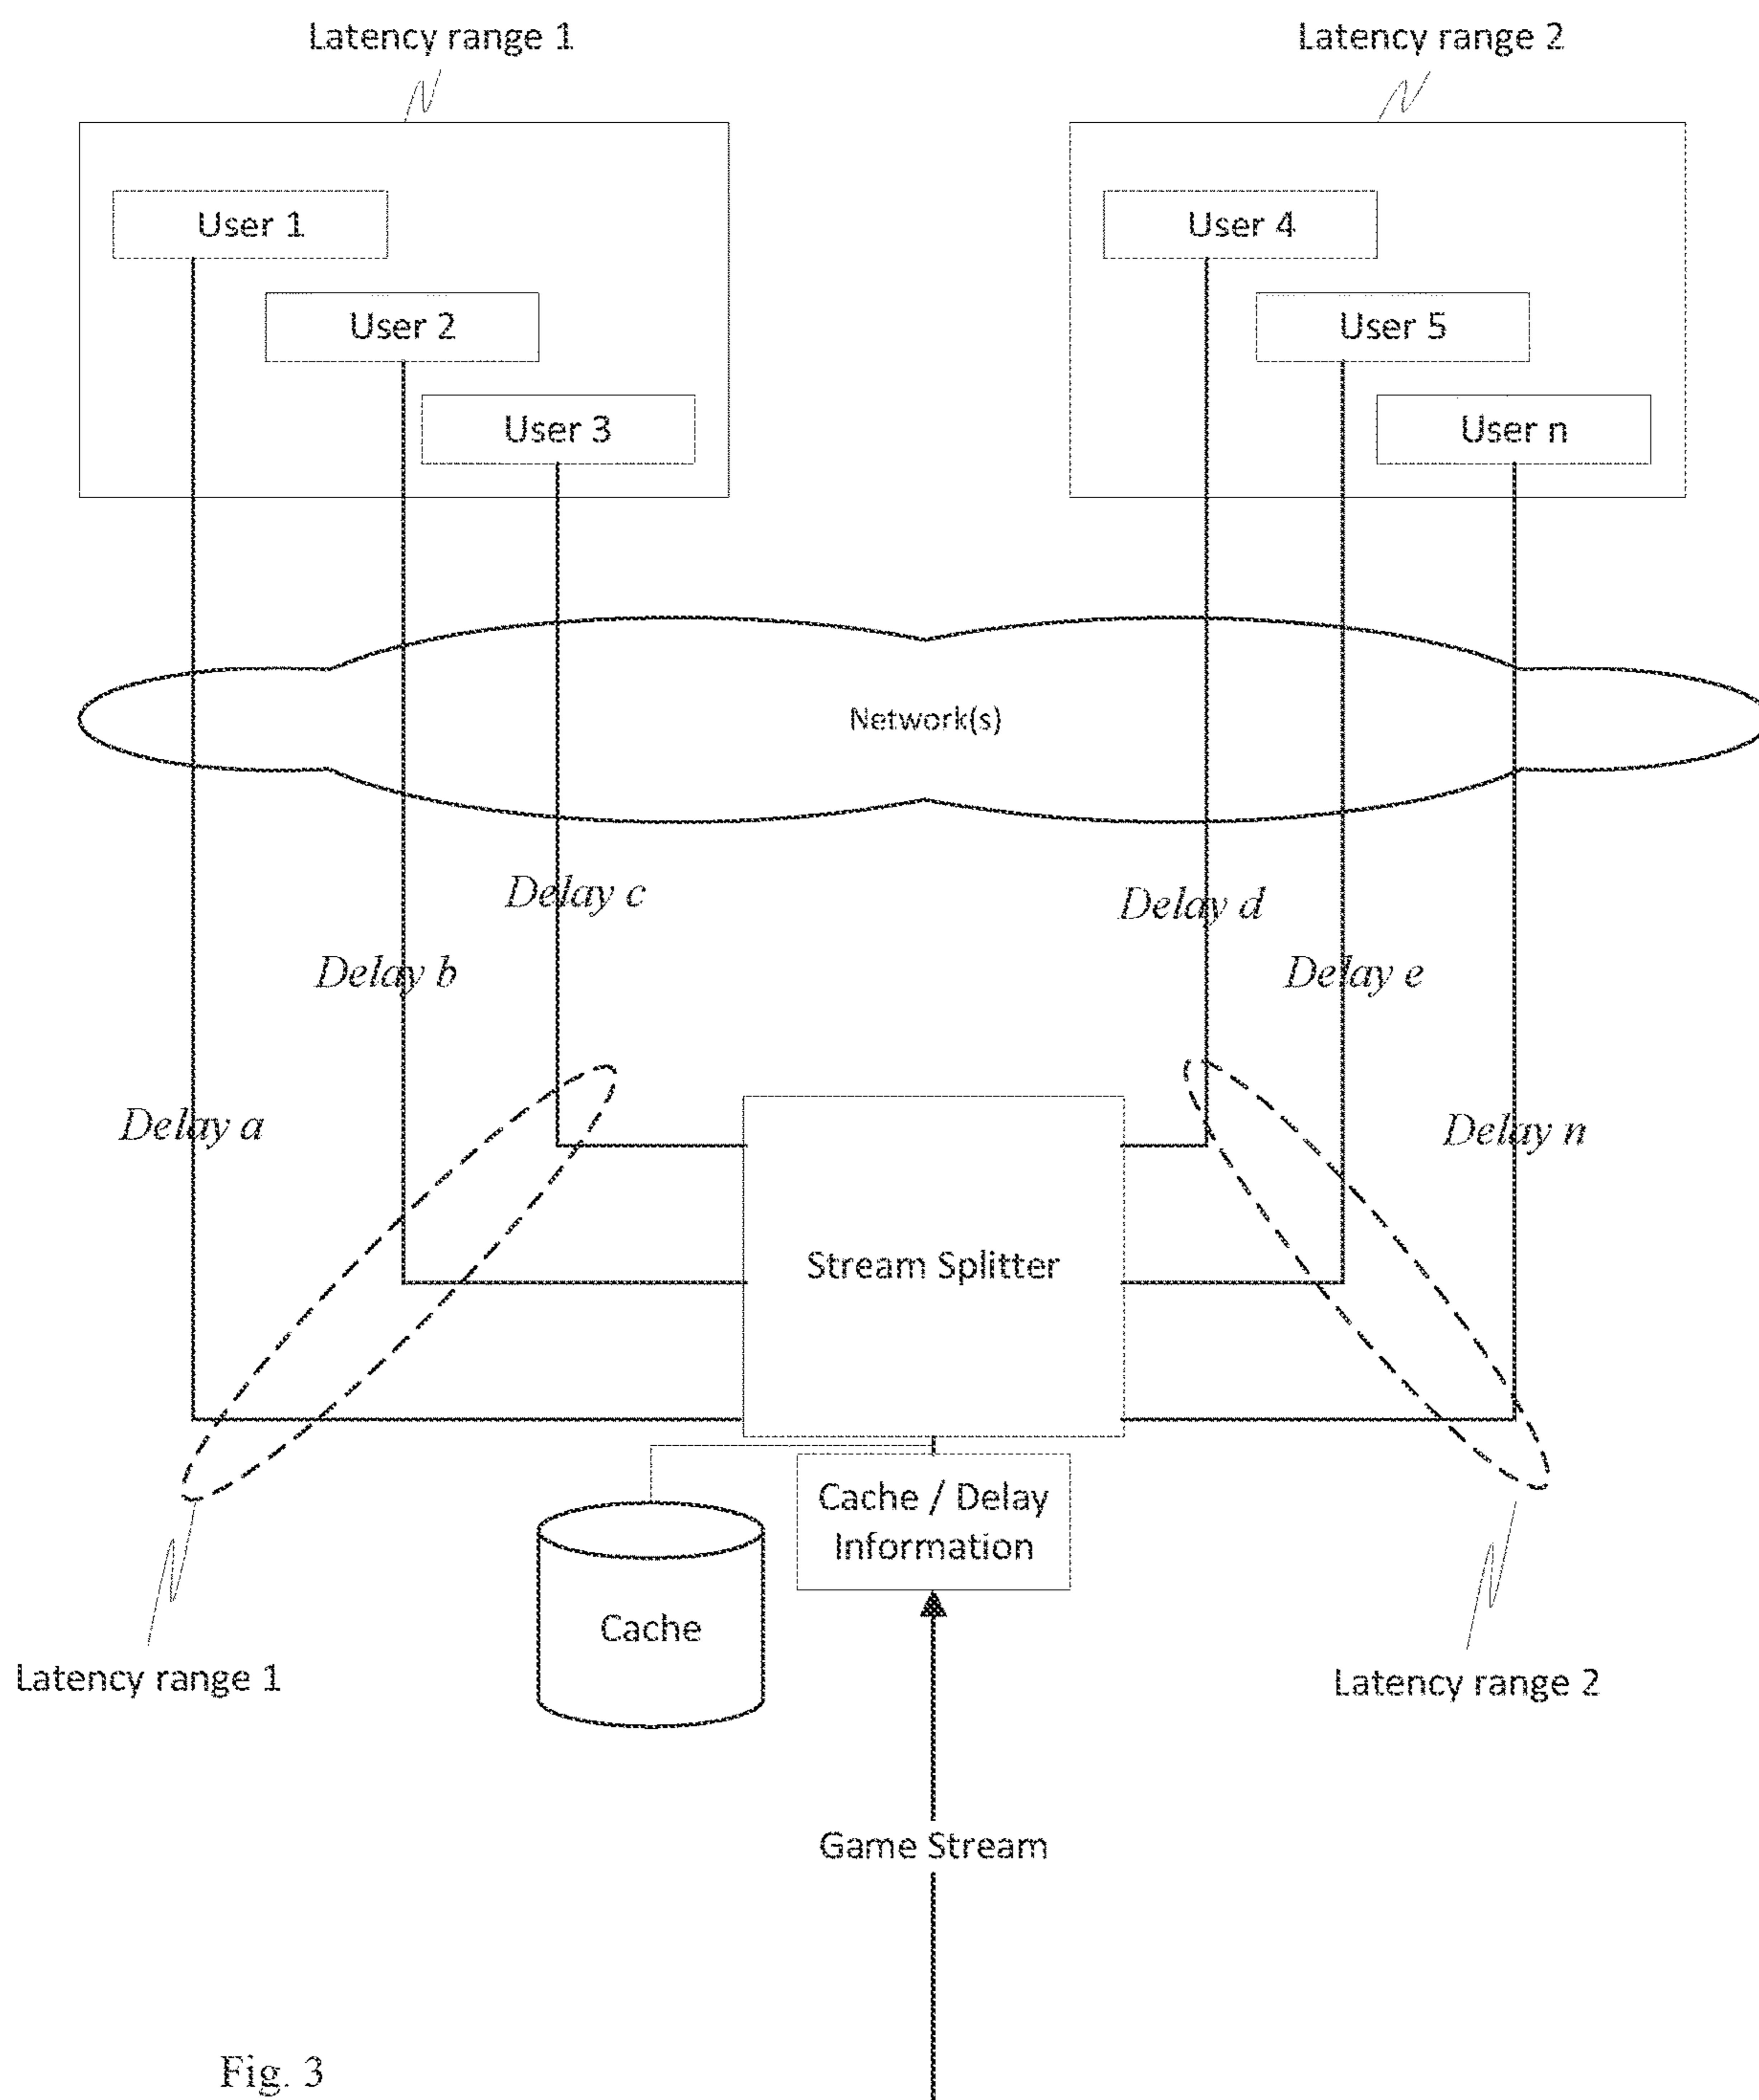 Latency range 1
Latency range 2
User 1
User 4
User 2
User 5
User 3
User n
Network(s)
Delay c
Delay d
Delay b
Delay e
Delay a
Delay n
Stream Splitter
Cache / Delay
Information
Cache
Latency range 1
Latency range 2
Game Stream
Fig. 3